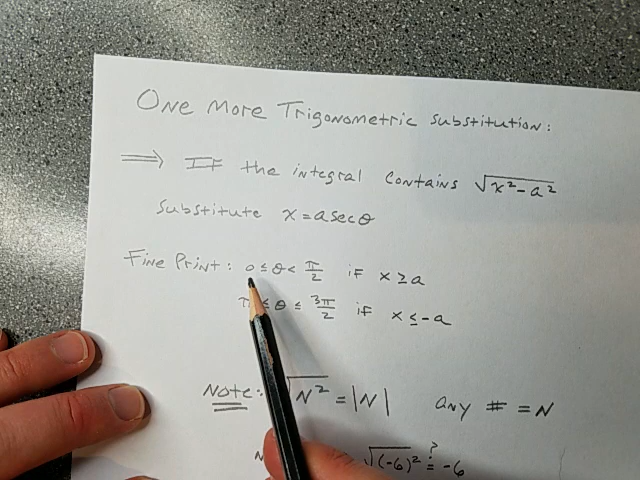 One More Trigonometric Substitution:
⟹ If the integral contains √(x²-a²)
Substitute x = a sec θ
Fine Print: 0 ≤ θ < π/2 if x ≥ a
π ≤ θ ≤ 3π/2 if x ≤ -a
Note: √N² = |N| any # = N
√(-6)² ?= -6